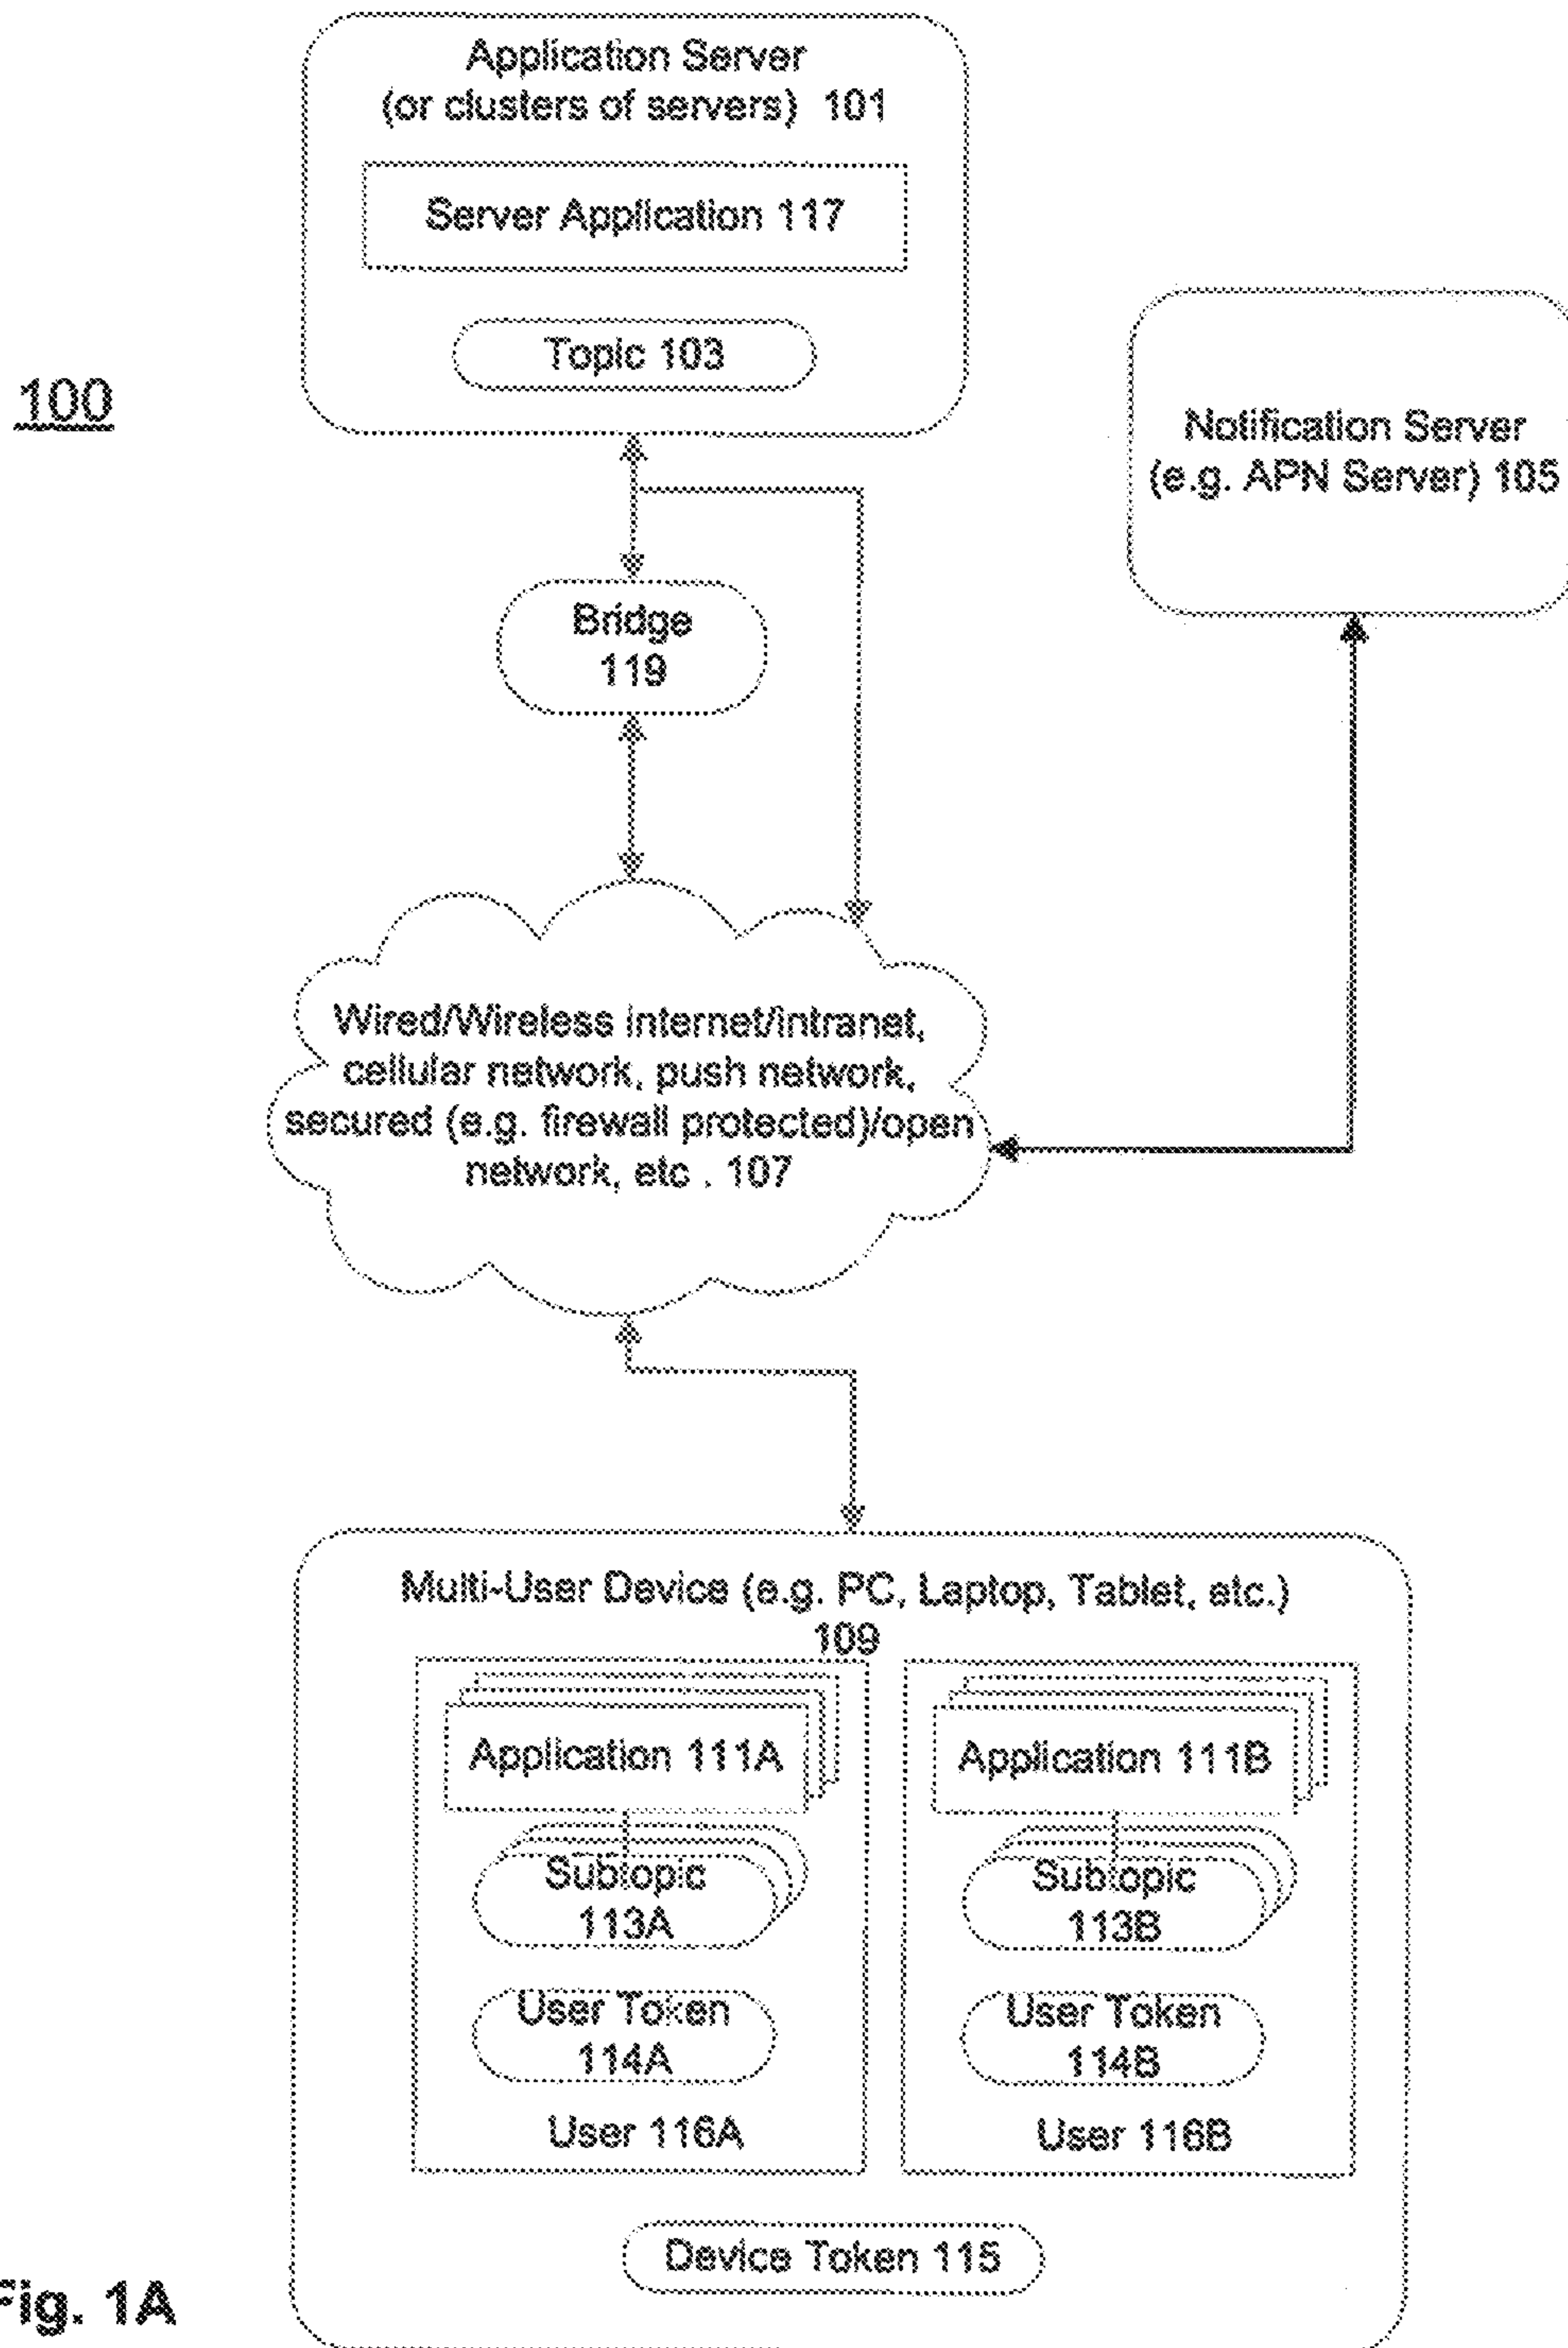 Application Server
(or clusters of servers) 101
Server Application 117
Topic 103
100
Notification Server
(e.g. APN Server) 105
Bridge
119
Wired/Wireless internet/intranet,
cellular network, push network,
secured (e.g. firewall protected)/open
network, etc . 107
Multi-User Device (e.g. PC, Laptop, Tablet, etc.)
109
Application 111A
Subtopic
113A
User Token
114A
User 116A
Application 111B
Subtopic
113B
User Token
114B
User 116B
Device Token 115
Fig. 1A